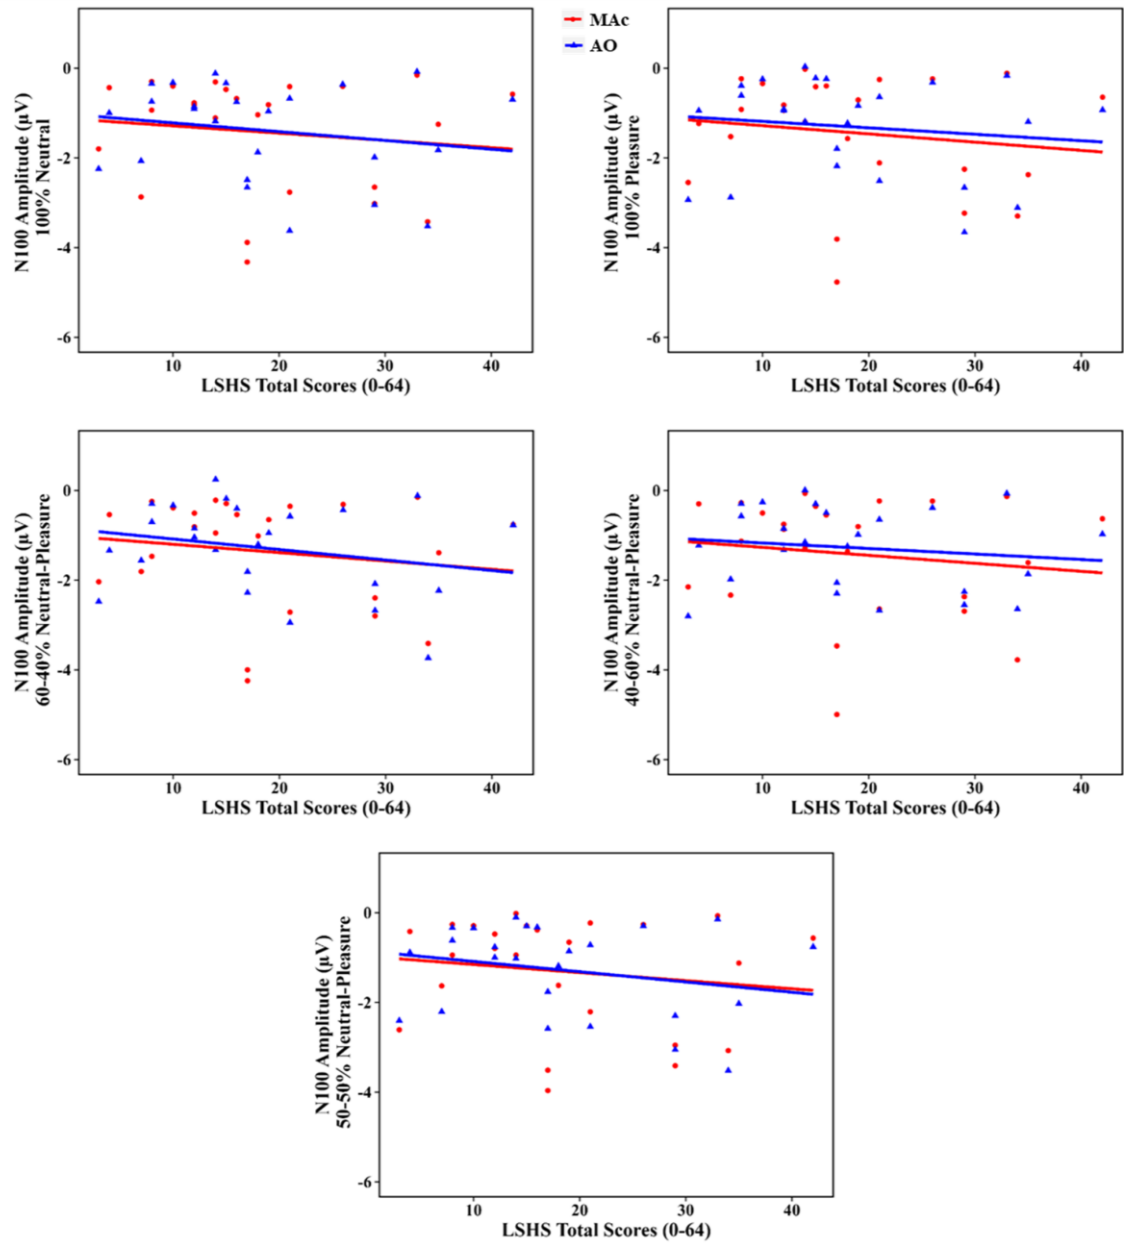 MAc
AO
N100 Amplitude (µV)
100% Neutral
0
-2
-4
-6
10 20 30 40
LSHS Total Scores (0-64)
N100 Amplitude (µV)
100% Pleasure
0
-2
-4
-6
10 20 30 40
LSHS Total Scores (0-64)
N100 Amplitude (µV)
60-40% Neutral-Pleasure
0
-2
-4
-6
10 20 30 40
LSHS Total Scores (0-64)
N100 Amplitude (µV)
40-60% Neutral-Pleasure
0
-2
-4
-6
10 20 30 40
LSHS Total Scores (0-64)
N100 Amplitude (µV)
50-50% Neutral-Pleasure
0
-2
-4
-6
10 20 30 40
LSHS Total Scores (0-64)